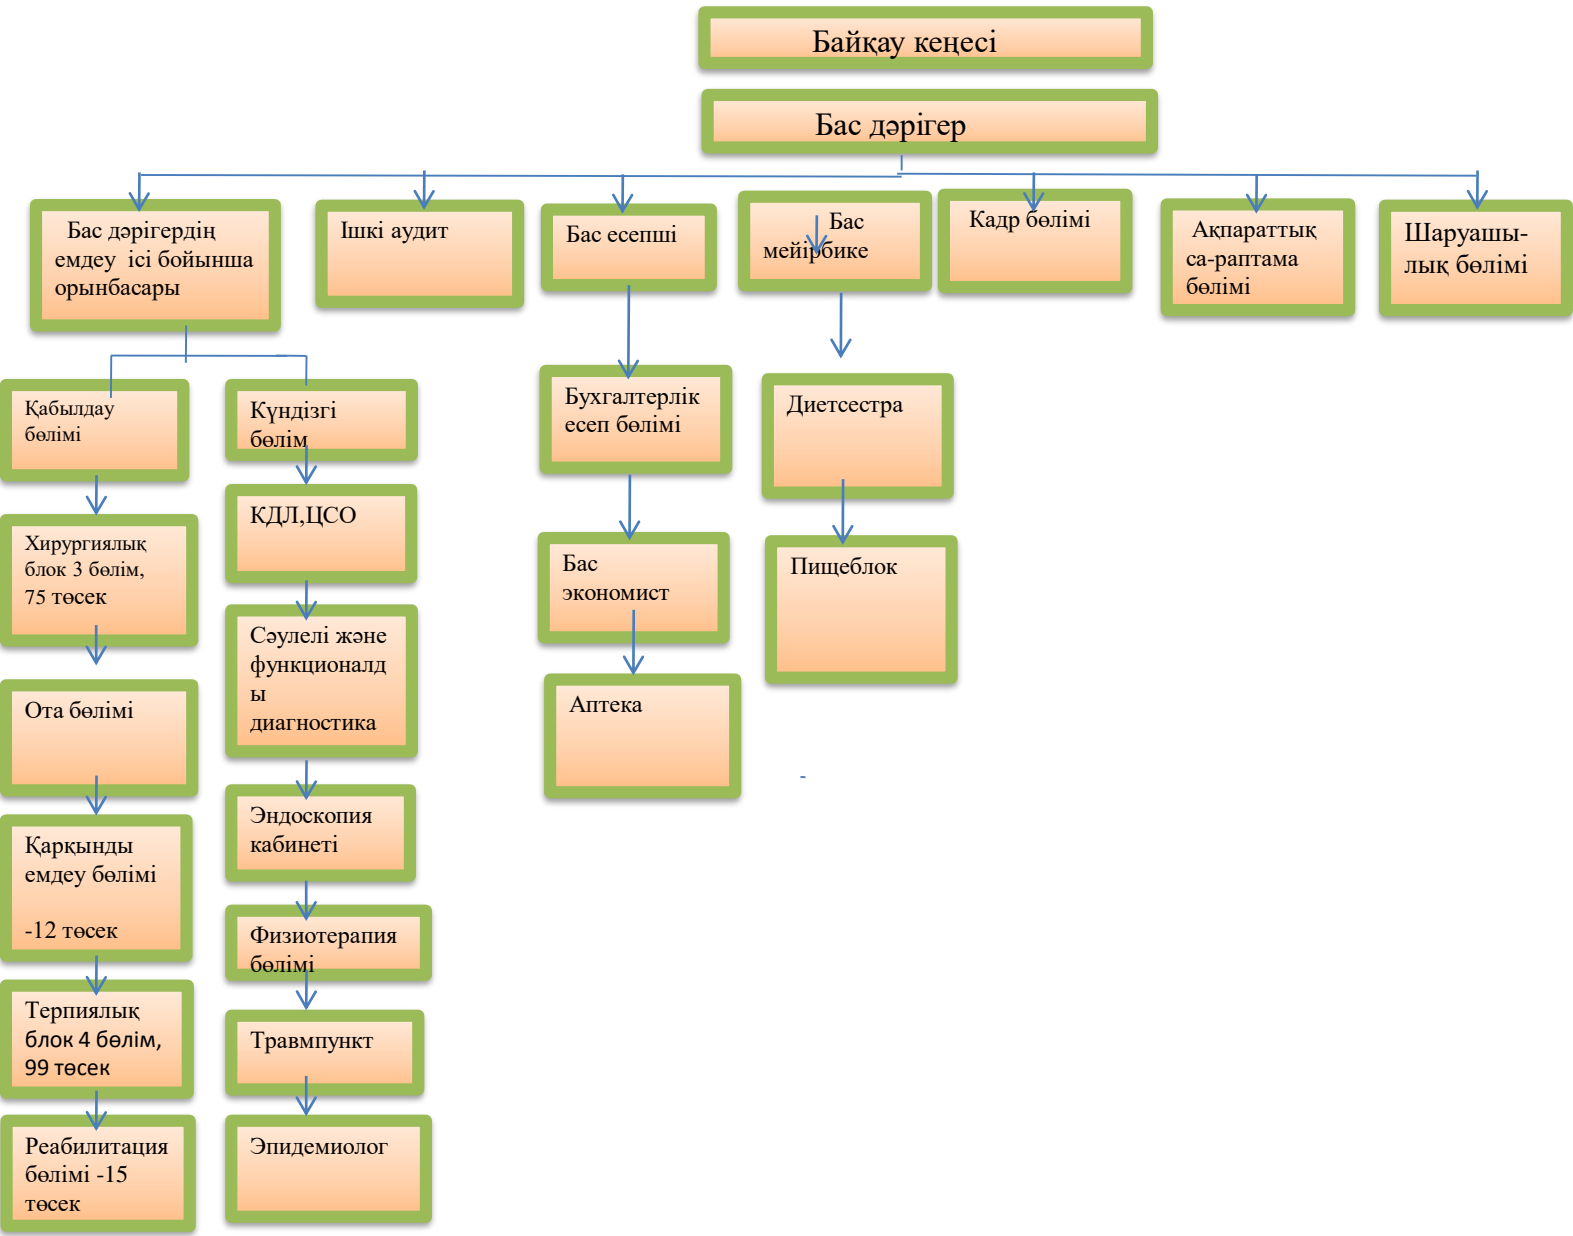 Байқау кеңесі
Бас дәрігер
Бас дәрігердің
емдеу ісі бойынша
орынбасары
Ішкі аудит
Бас есепші
Бас
мейірбике
Кадр бөлімі
Ақпараттық
са-раптама
бөлімі
Шаруашы-
лық бөлімі
Қабылдау
бөлімі
Күндізгі
бөлім
Бухгалтерлік
есеп бөлімі
Диетсестра
Хирургиялық
блок 3 бөлім,
75 төсек
КДЛ,ЦСО
Бас
экономист
Пищеблок
Сәулелі және
функционалд
ы
диагностика
Ота бөлімі
Аптека
Эндоскопия
кабинеті
Қарқынды
емдеу бөлімі
-12 төсек
Физиотерапия
бөлімі
Терпиялық
блок 4 бөлім,
99 төсек
Травмпункт
Реабилитация
бөлімі -15
төсек
Эпидемиолог